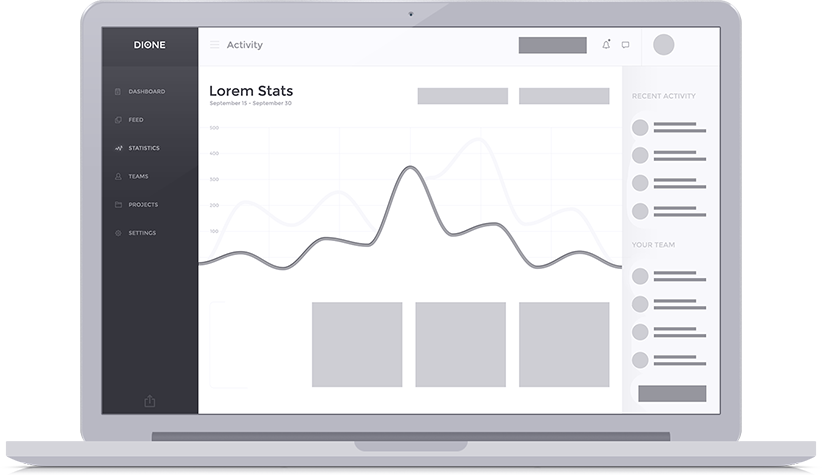 DIONE
Activity
DASHBOARD
FEED
STATISTICS
TEAMS
PROJECTS
SETTINGS
Lorem Stats
September 15 - September 30
500
400
300
200
100
RECENT ACTIVITY
YOUR TEAM